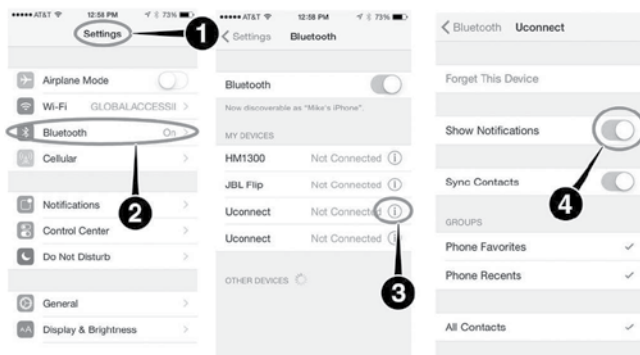 ●●●●● AT&T 12:58 PM 73%
Settings
1
Airplane Mode
Wi-Fi GLOBALACCESSII
Bluetooth On
Cellular
2
Notifications
Control Center
Do Not Disturb
General
Display & Brightness
●●●●● AT&T 12:58 PM 73%
Settings Bluetooth
Bluetooth
Now discoverable as "Mike's iPhone".
MY DEVICES
HM1300 Not Connected
JBL Flip Not Connected
Uconnect Not Connected
Uconnect Not Connected
3
OTHER DEVICES
Bluetooth Uconnect
Forget This Device
Show Notifications
Sync Contacts
4
GROUPS
Phone Favorites
Phone Recents
All Contacts